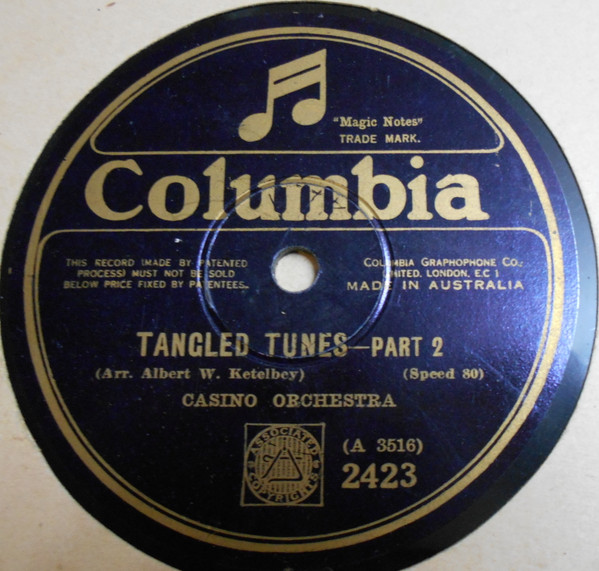 "Magic Notes"
TRADE MARK.
Columbia
THIS RECORD (MADE BY PATENTED
PROCESS) MUST NOT BE SOLD
BELOW PRICE FIXED BY PATENTEES.
COLUMBIA GRAPHOPHONE CO.,
LIMITED. LONDON. E.C 1
MADE IN AUSTRALIA
TANGLED TUNES—PART 2
(Arr. Albert W. Ketelbey)
(Speed 80)
CASINO ORCHESTRA
ASSOCIATED
COPYRIGHTS
(A 3516)
2423